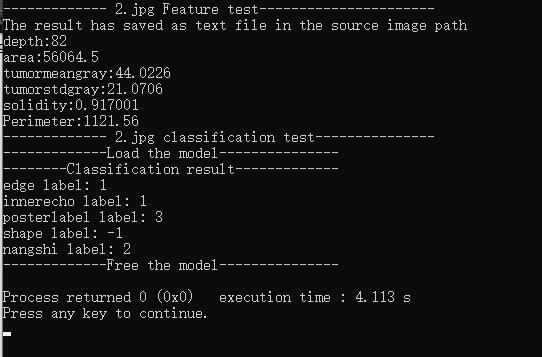 ------------- 2.jpg Feature test----------------------
The result has saved as text file in the source image path
depth:82
area:56064.5
tumormeangray:44.0226
tumorstdgray:21.0706
solidity:0.917001
Perimeter:1121.56
------------- 2.jpg classification test---------------
-------------Load the model---------------
--------Classification result-------------
edge label: 1
innerecho label: 1
posterlabel label: 3
shape label: -1
nangshi label: 2
-------------Free the model---------------
Process returned 0 (0x0)   execution time : 4.113 s
Press any key to continue.